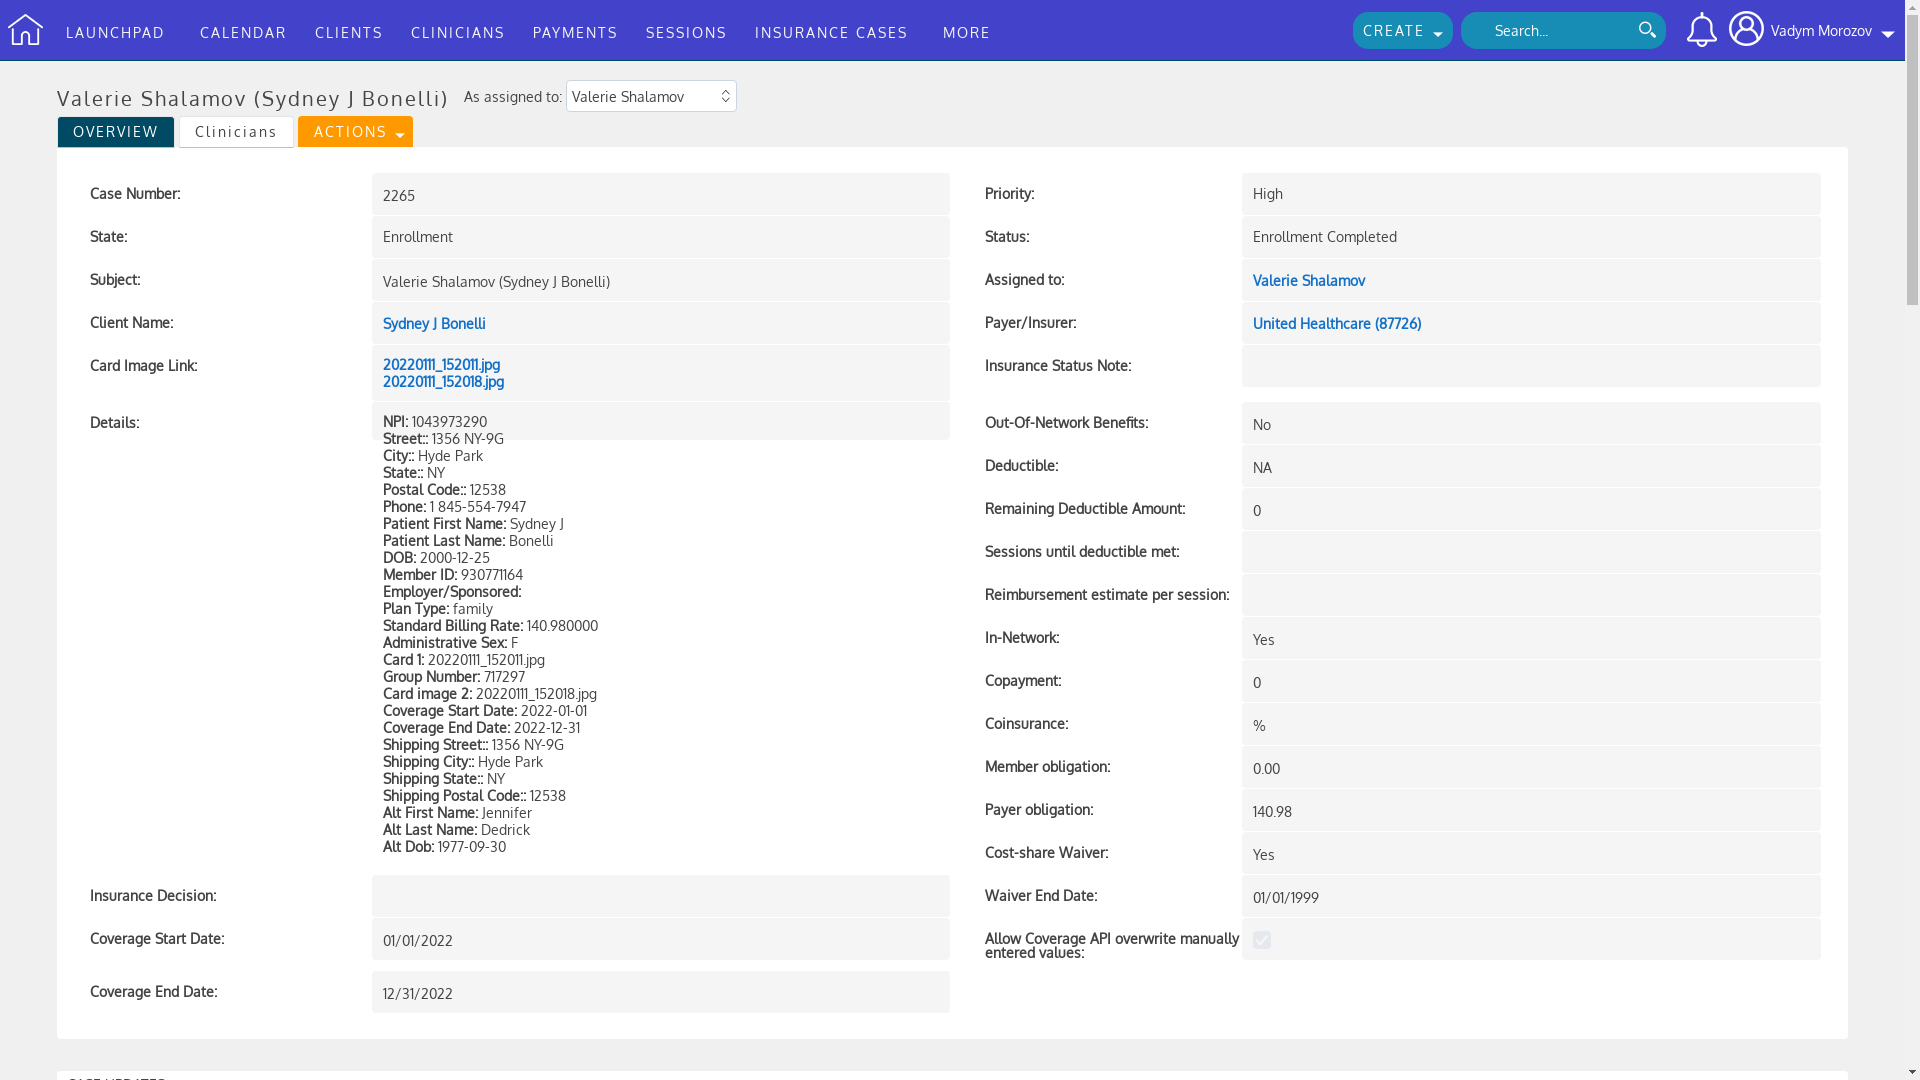 LAUNCHPAD CALENDAR CLIENTS CLINICIANS PAYMENTS SESSIONS INSURANCE CASES MORE CREATE Search... Vadym Morozov
Valerie Shalamov (Sydney J Bonelli) As assigned to: Valerie Shalamov
OVERVIEW Clinicians ACTIONS
Case Number: 2265
Priority: High
State: Enrollment
Status: Enrollment Completed
Subject: Valerie Shalamov (Sydney J Bonelli)
Assigned to: Valerie Shalamov
Client Name: Sydney J Bonelli
Payer/Insurer: United Healthcare (87726)
Card Image Link: 20220111_152011.jpg
20220111_152018.jpg
Insurance Status Note:
Details: NPI: 1043973290
Street:: 1356 NY-9G
City:: Hyde Park
State:: NY
Postal Code:: 12538
Phone: 1 845-554-7947
Patient First Name: Sydney J
Patient Last Name: Bonelli
DOB: 2000-12-25
Member ID: 930771164
Employer/Sponsored:
Plan Type: family
Standard Billing Rate: 140.980000
Administrative Sex: F
Card 1: 20220111_152011.jpg
Group Number: 717297
Card image 2: 20220111_152018.jpg
Coverage Start Date: 2022-01-01
Coverage End Date: 2022-12-31
Shipping Street:: 1356 NY-9G
Shipping City:: Hyde Park
Shipping State:: NY
Shipping Postal Code:: 12538
Alt First Name: Jennifer
Alt Last Name: Dedrick
Alt Dob: 1977-09-30
Out-Of-Network Benefits: No
Deductible: NA
Remaining Deductible Amount: 0
Sessions until deductible met:
Reimbursement estimate per session:
In-Network: Yes
Copayment: 0
Coinsurance: %
Member obligation: 0.00
Payer obligation: 140.98
Cost-share Waiver: Yes
Insurance Decision:
Waiver End Date: 01/01/1999
Coverage Start Date: 01/01/2022
Allow Coverage API overwrite manually
entered values:
Coverage End Date: 12/31/2022
CASE UPDATES